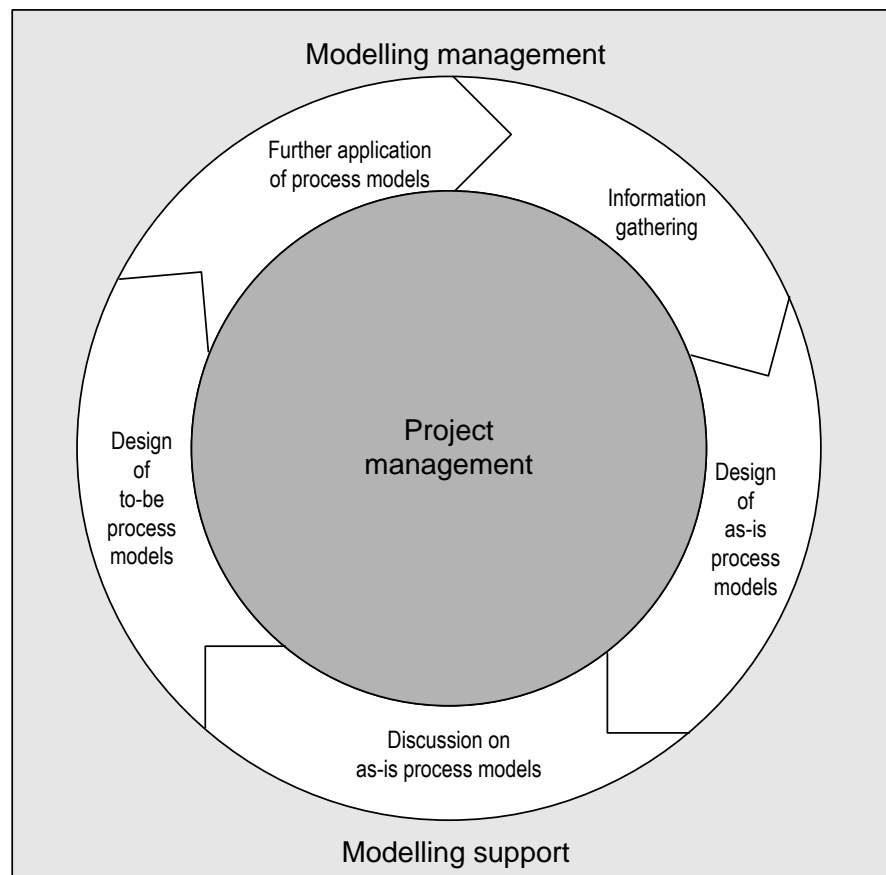 Modelling management
Further application
of process models
Information
gathering
Project
management
Design
of
to-be
process
models
Design
of
as-is
process
models
Discussion on
as-is process models
Modelling support